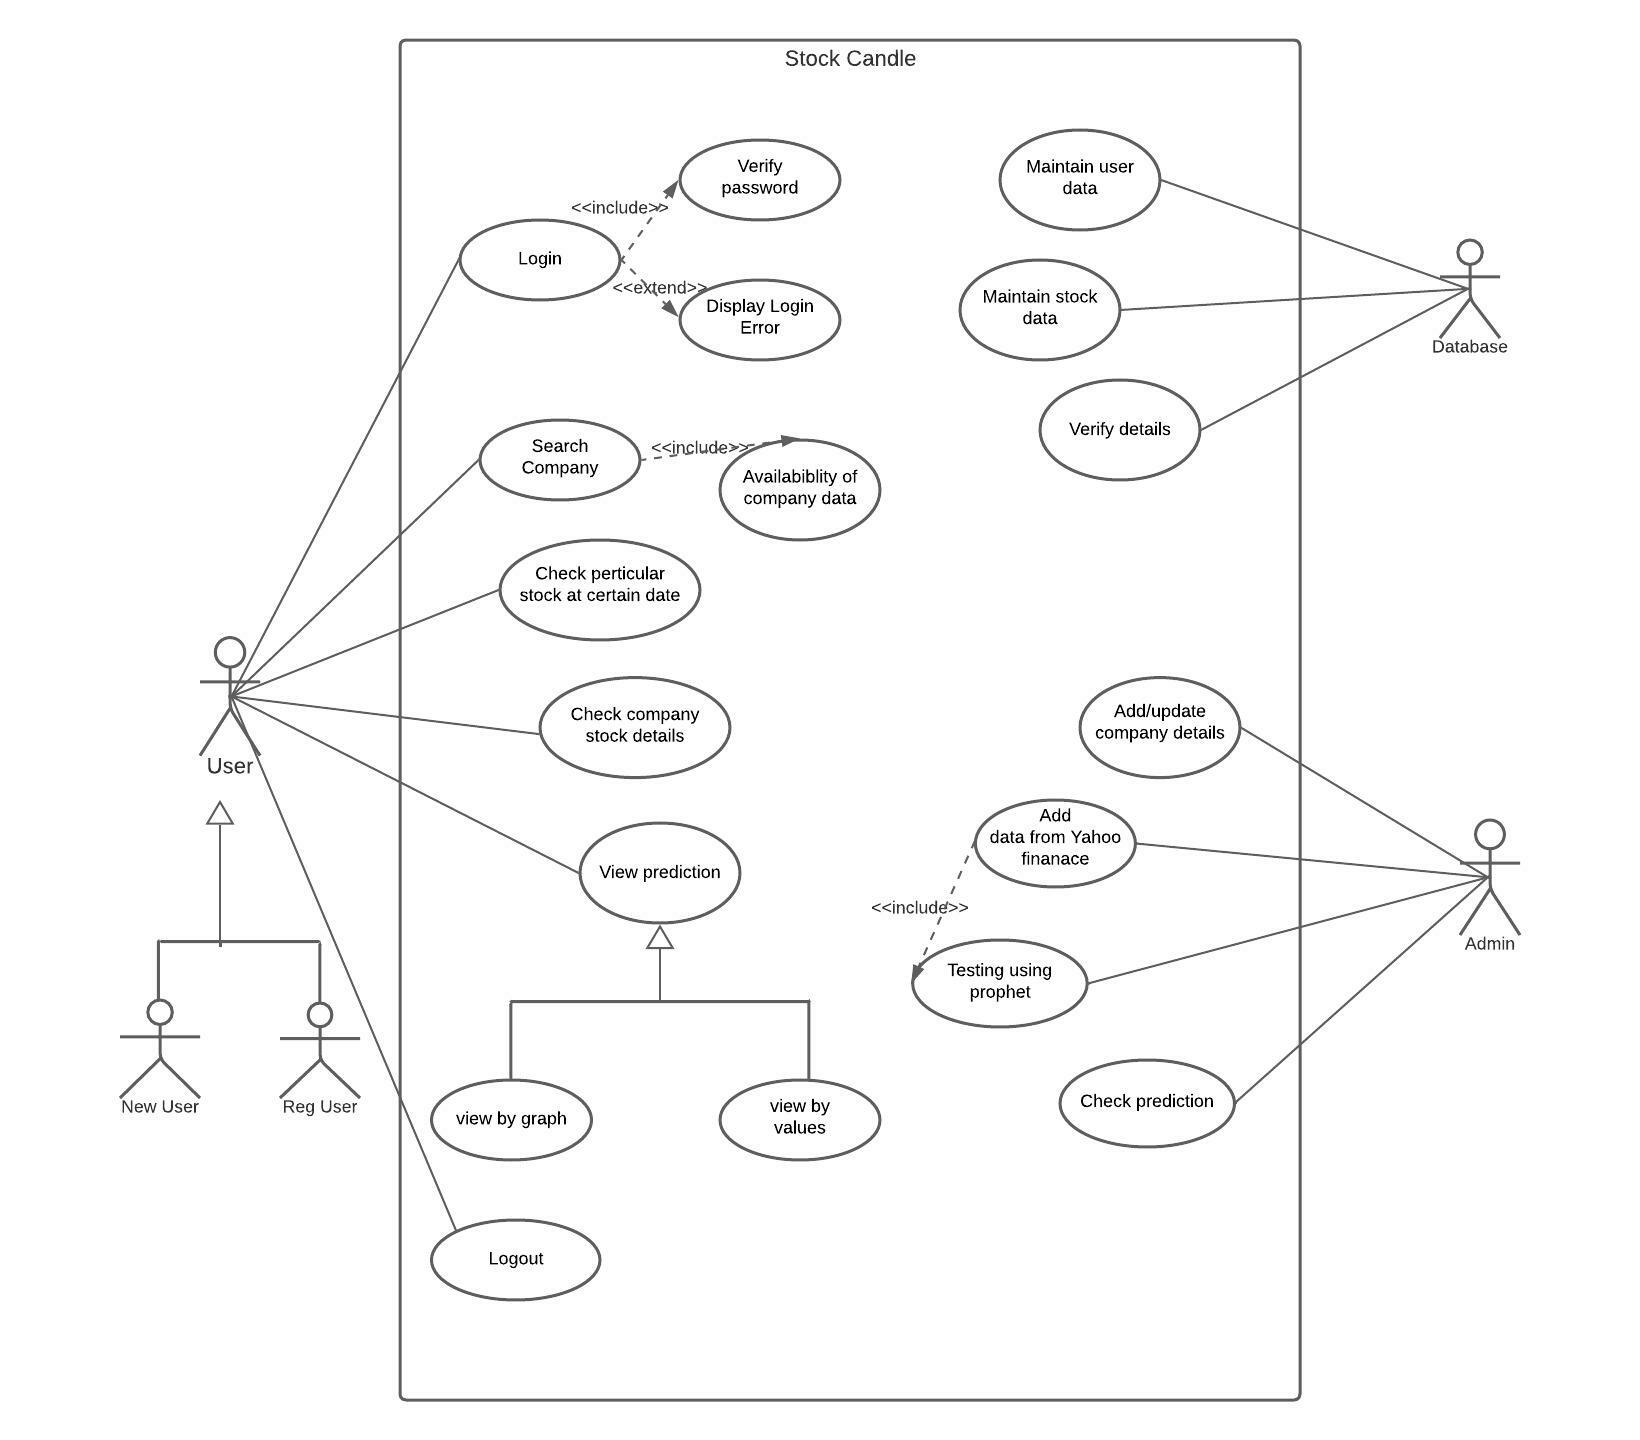 Stock Candle
Verify
password
<<include>>
Login
<<extend>>
Display Login
Error
Maintain user
data
Maintain stock
data
Verify details
Database
Search
Company
<<include>>
Availabiblity of
company data
Check perticular
stock at certain date
User
Check company
stock details
View prediction
Add/update
company details
Add
data from Yahoo
finanace
<<include>>
Testing using
prophet
Admin
Check prediction
New User
Reg User
view by graph
view by
values
Logout